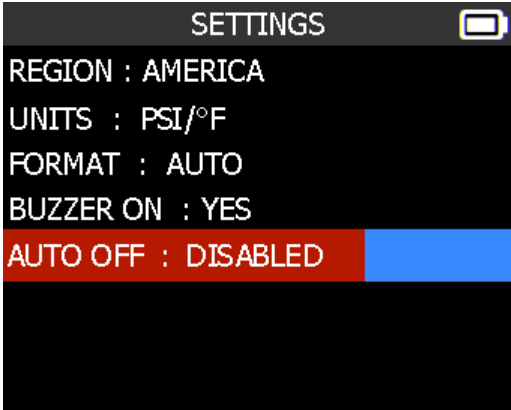 SETTINGS
REGION : AMERICA
UNITS : PSI/°F
FORMAT : AUTO
BUZZER ON : YES
AUTO OFF : DISABLED